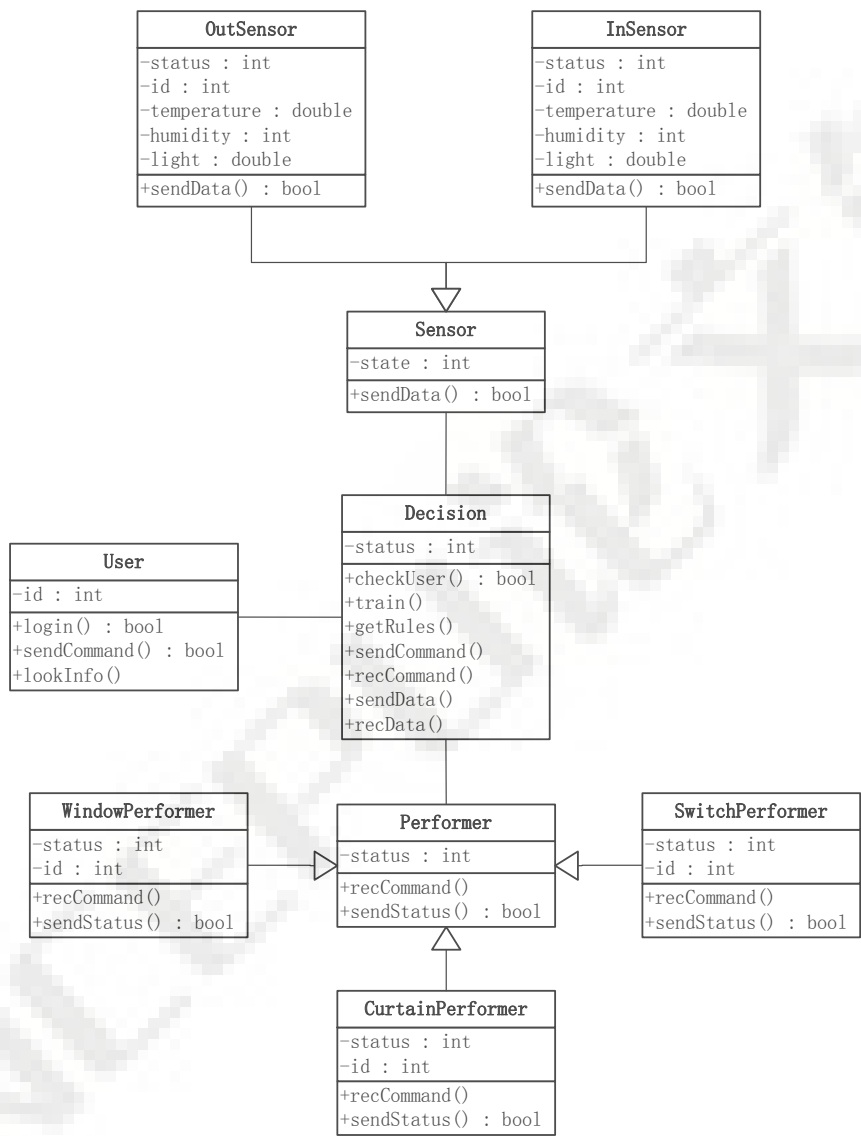 OutSensor
-status : int
-id : int
-temperature : double
-humidity : int
-light : double
+sendData() : bool
InSensor
-status : int
-id : int
-temperature : double
-humidity : int
-light : double
+sendData() : bool
Sensor
-state : int
+sendData() : bool
Decision
-status : int
+checkUser() : bool
+train()
+getRules()
+sendCommand()
+recCommand()
+sendData()
+recData()
User
-id : int
+login() : bool
+sendCommand() : bool
+lookInfo()
WindowPerformer
-status : int
-id : int
+recCommand()
+sendStatus() : bool
Performer
-status : int
+recCommand()
+sendStatus() : bool
SwitchPerformer
-status : int
-id : int
+recCommand()
+sendStatus() : bool
CurtainPerformer
-status : int
-id : int
+recCommand()
+sendStatus() : bool